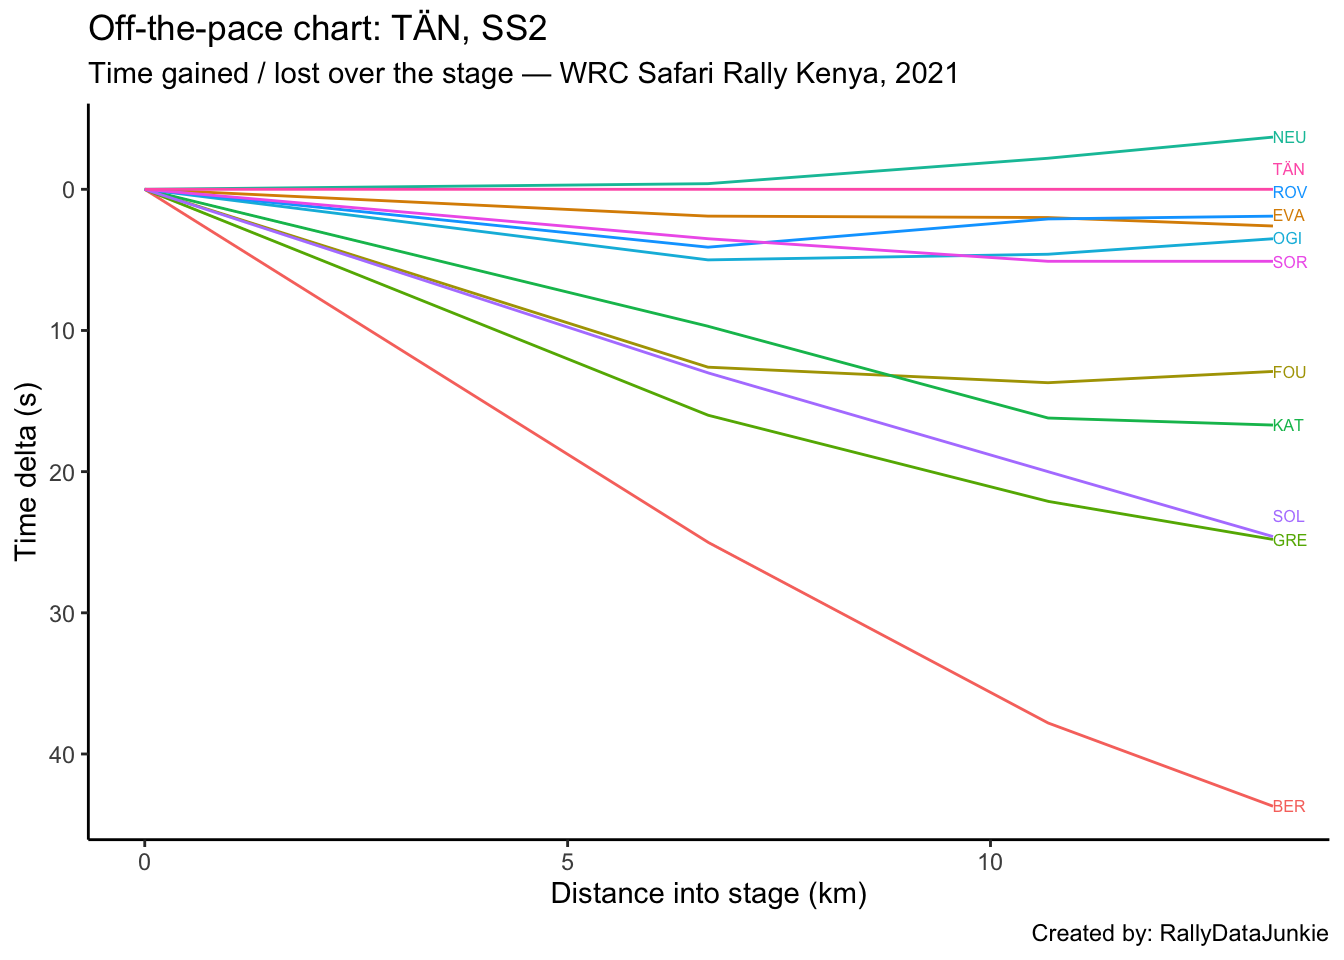 Off-the-pace chart: TÄN, SS2
Time gained / lost over the stage — WRC Safari Rally Kenya, 2021
NEU
TÄN
0
ROV
EVA
OGI
SOR
10
FOU
KAT
Time delta (s)
20
SOL
GRE
30
40
BER
0 5 10
Distance into stage (km)
Created by: RallyDataJunkie